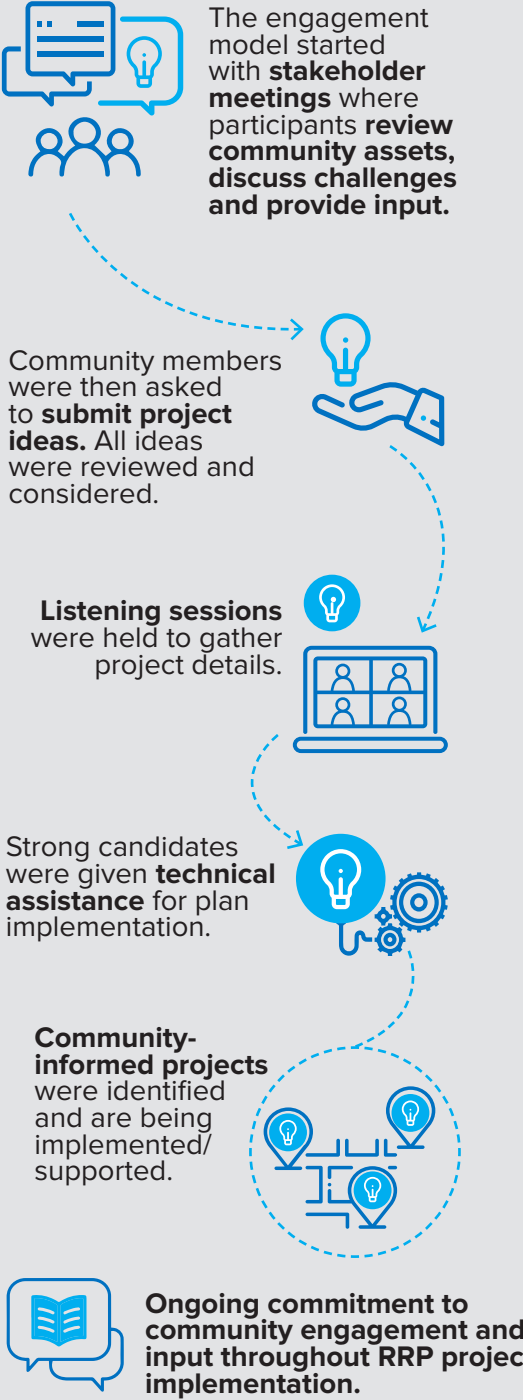 The engagement
model started
with stakeholder
meetings where
participants review
community assets,
discuss challenges
and provide input.
Community members
were then asked
to submit project
ideas. All ideas
were reviewed and
considered.
Listening sessions
were held to gather
project details.
Strong candidates
were given technical
assistance for plan
implementation.
Community-
informed projects
were identified
and are being
implemented/
supported.
Ongoing commitment to
community engagement and
input throughout RRP projec
implementation.